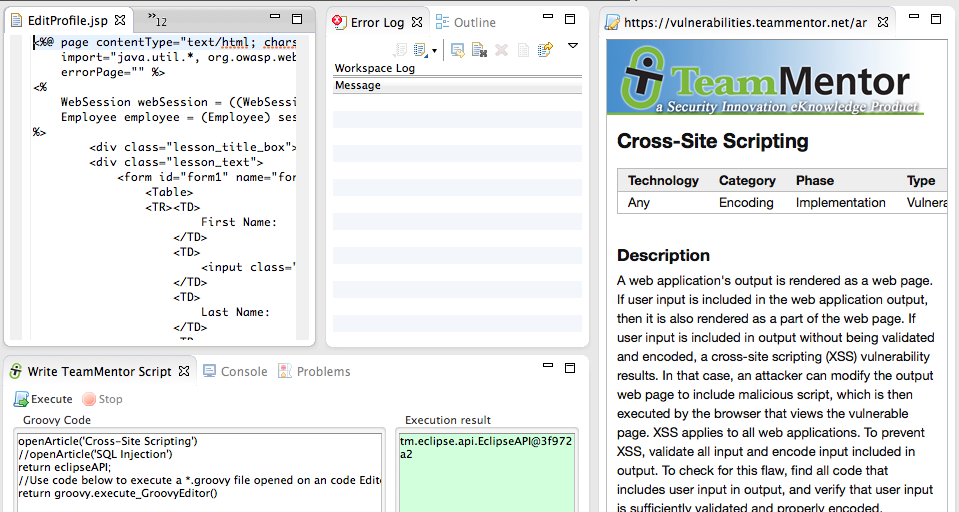 EditProfile.jsp
»12
<%@ page contentType="text/html; chars
import="java.util.*, org.owasp.web
errorPage="" %>
<%
WebSession webSession = ((WebSessi
Employee employee = (Employee) ses
%>
<div class="lesson_title_box">
<div class="lesson_text">
<form id="form1" name="for
<Table>
<TR><TD>
First Name:
</TD>
<TD>
<input class="
</TD>
<TD>
Last Name:
</TD>
Error Log
Outline
Workspace Log
Message
https://vulnerabilities.teammentor.net/ar
TeamMentor
a Security Innovation eKnowledge Product
Cross-Site Scripting
Technology Category Phase Type
Any Encoding Implementation Vulnera
Description
A web application's output is rendered as a web page.
If user input is included in the web application output,
then it is also rendered as a part of the web page. If
user input is included in output without being validated
and encoded, a cross-site scripting (XSS) vulnerability
results. In that case, an attacker can modify the output
web page to include malicious script, which is then
executed by the browser that views the vulnerable
page. XSS applies to all web applications. To prevent
XSS, validate all input and encode input included in
output. To check for this flaw, find all code that
includes user input in output, and verify that user input
is sufficiently validated and properly encoded.
Write TeamMentor Script
Console
Problems
Execute
Stop
Groovy Code
openArticle('Cross-Site Scripting')
//openArticle('SQL Injection')
return eclipseAPI;
//Use code below to execute a *.groovy file opened on an code Edito
return groovy.execute_GroovyEditor()
Execution result
tm.eclipse.api.EclipseAPI@3f972
a2